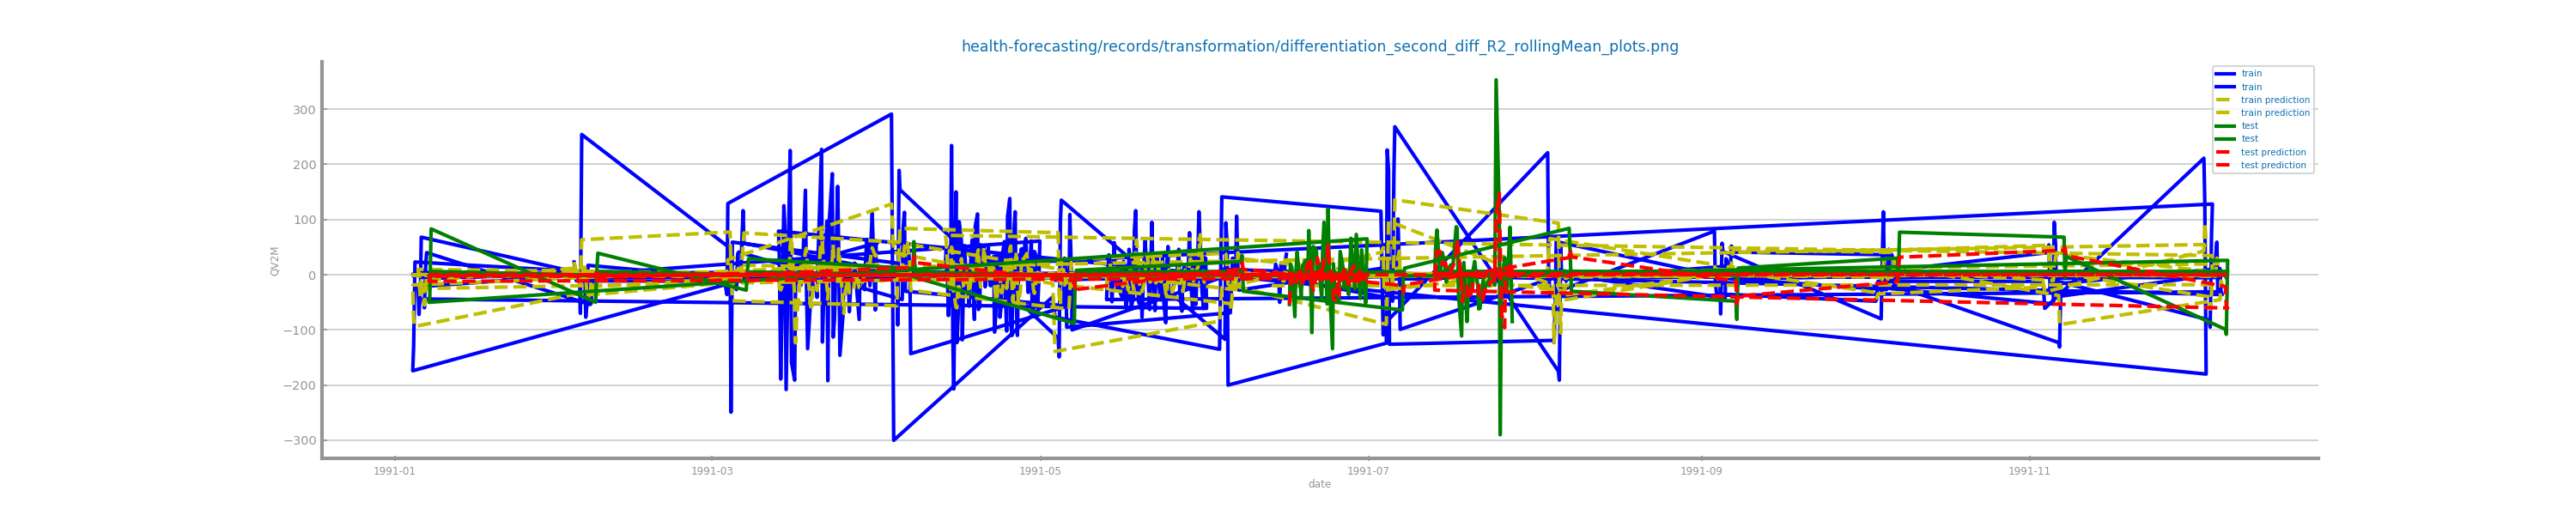 health-forecasting/records/transformation/differentiation_second_diff_R2_rollingMean_plots.png
train
train
train prediction
train prediction
test
test
test prediction
test prediction
300
200
100
0
−100
−200
−300
QV2M
1991-01
1991-03
1991-05
1991-07
1991-09
1991-11
date